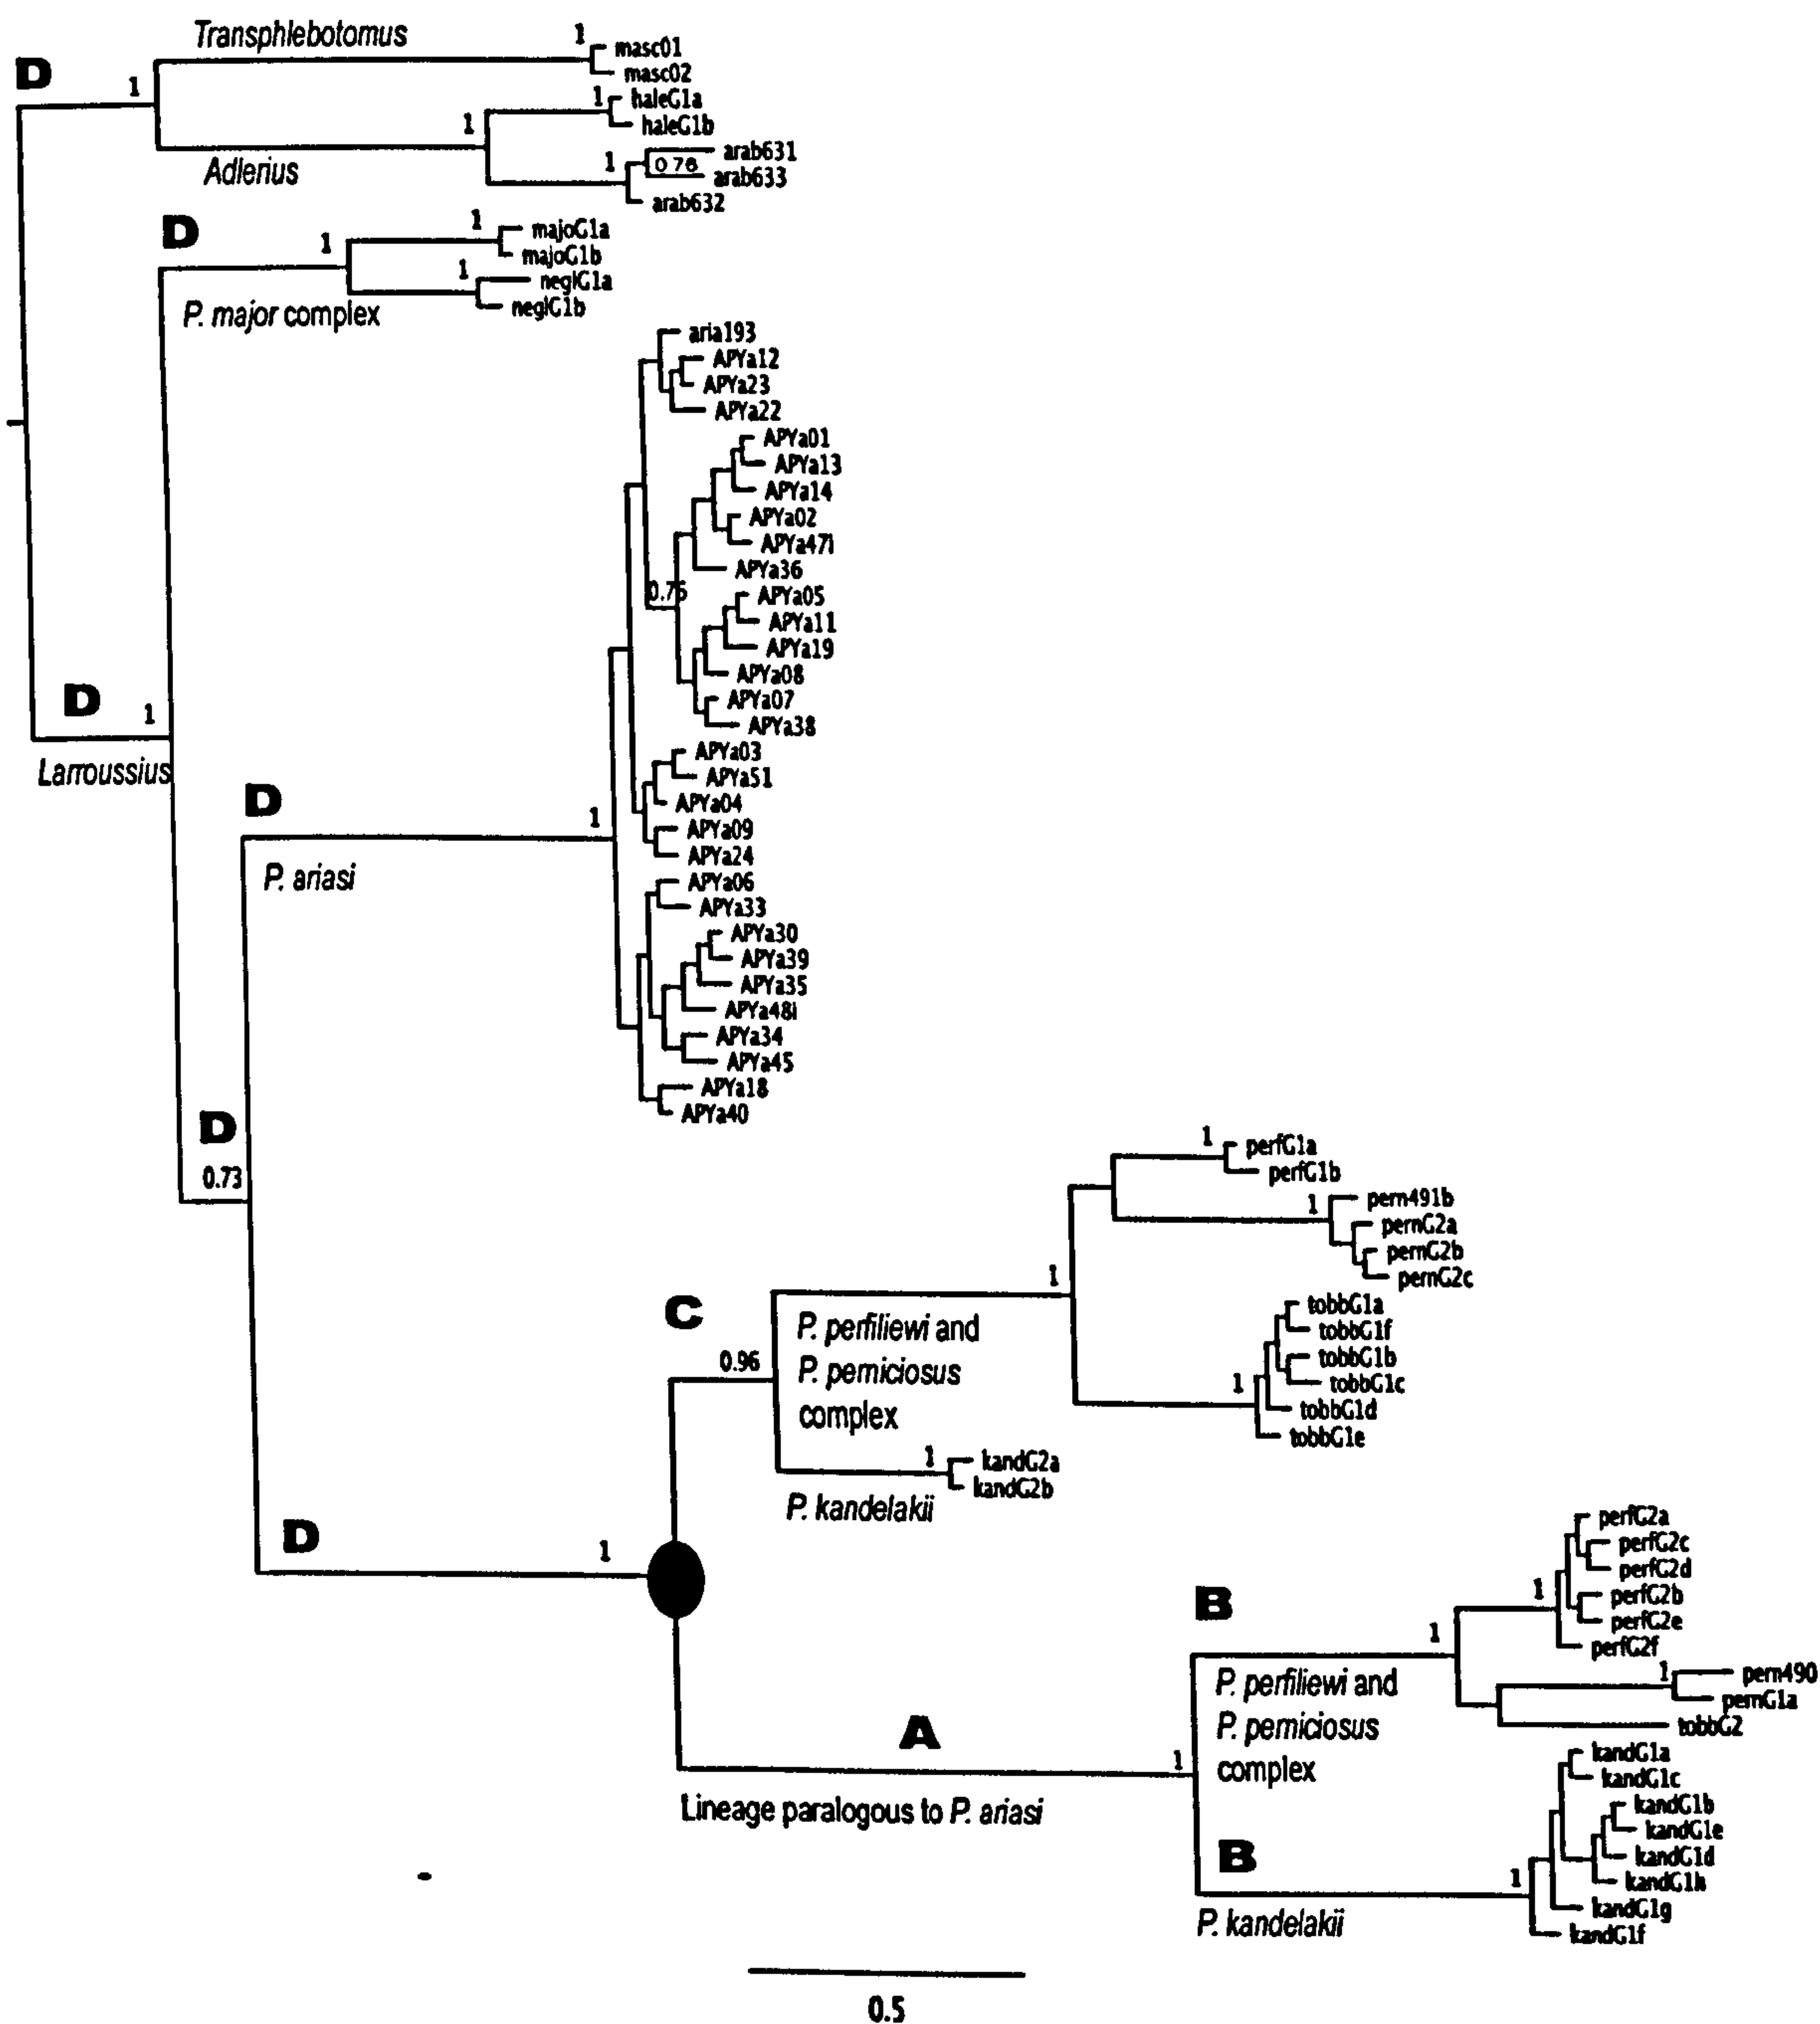 Transphlebotomus
1
masc01
D
masc02
1
1
haleG1a
1
haleG1b
arab631
1
0.76
Adlerius
arab633
arab632
D
1
majoG1a
1
majoG1b
1
neglG1a
P. major complex
neglG1b
aria193
APYa12
APYa23
APYa22
APYa01
APYa13
APYa14
APYa02
APYa47i
APYa36
0.75
APYa05
APYa11
APYa19
APYa08
D
APYa07
1
APYa38
APYa03
Larroussius
APYa51
D
APYa04
1
APYa09
APYa24
P. ariasi
APYa06
APYa33
APYa30
APYa39
APYa35
APYa48i
APYa34
APYa45
APYa18
APYa40
D
1
perfG1a
0.73
perfG1b
1
pern491b
pernG2a
pernG2b
1
pernG2c
C
tobbG1a
P. perfiliewi and
tobbG1f
0.96
tobbG1b
P. perniciosus
1
tobbG1c
complex
tobbG1d
tobbG1e
1
kandG2a
kandG2b
P. kandelakii
perfG2a
D
perfG2c
1
perfG2d
B
1
perfG2b
perfG2e
1
perfG2f
P. perfiliewi and
1
pern490
pernG1a
P. perniciosus
tobbG2
A
1
complex
kandG1a
kandG1c
Lineage paralogous to P. ariasi
kandG1b
kandG1e
B
kandG1d
1
kandG1h
kandG1g
P. kandelakii
kandG1f
0.5